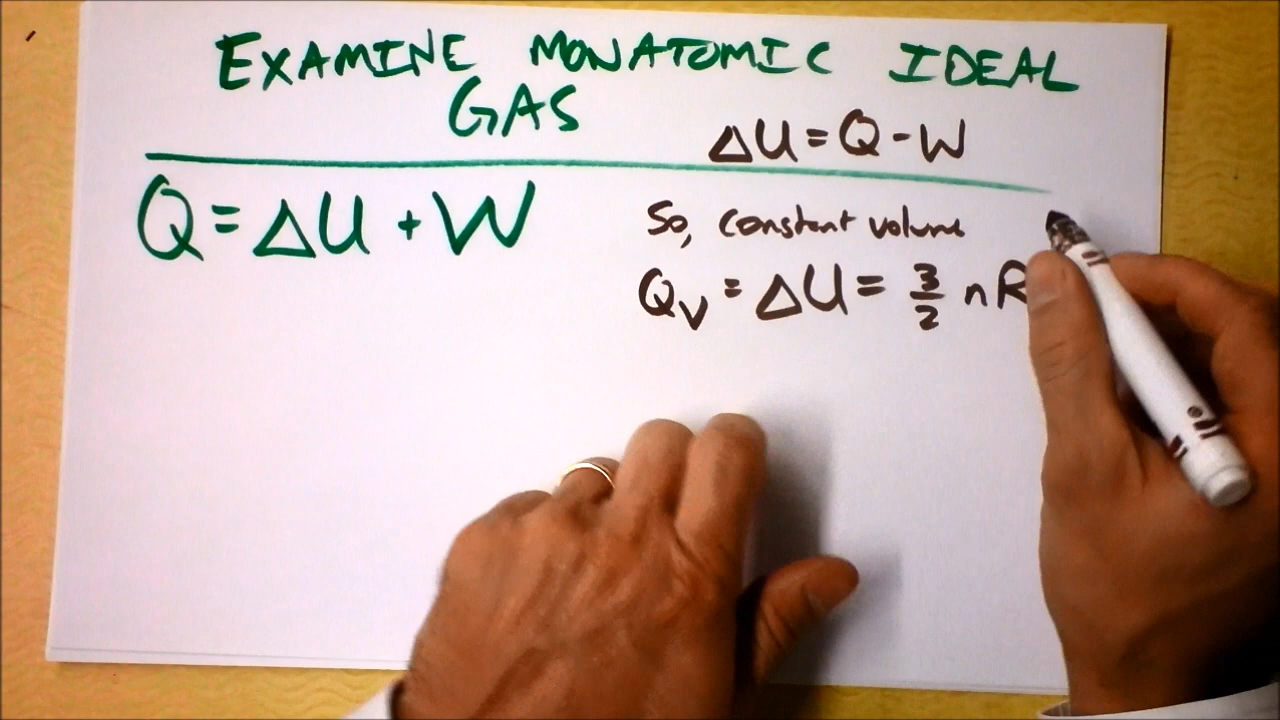 EXAMINE MONATOMIC IDEAL
GAS
ΔU = Q - W
Q = ΔU + W
So, constant volume
Qv = ΔU = 3/2 nR